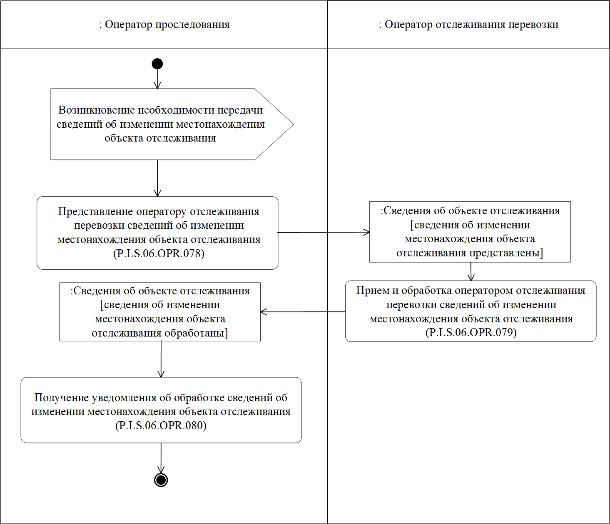 : Оператор проследования
: Оператор отслеживания перевозки
Возникновение необходимости передачи
сведений об изменении местонахождения
объекта отслеживания
Представление оператору отслеживания
перевозки сведений об изменении
местонахождения объекта отслеживания
(P.LS.06.OPR.078)
:Сведения об объекте отслеживания
[сведения об изменении
местонахождения объекта
отслеживания представлены]
Прием и обработка оператором отслеживания
перевозки сведений об изменении
местонахождения объекта отслеживания
(P.LS.06.OPR.079)
:Сведения об объекте отслеживания
[сведения об изменении
местонахождения объекта
отслеживания обработаны]
Получение уведомления об обработке сведений об
изменении местонахождения объекта отслеживания
(P.LS.06.OPR.080)